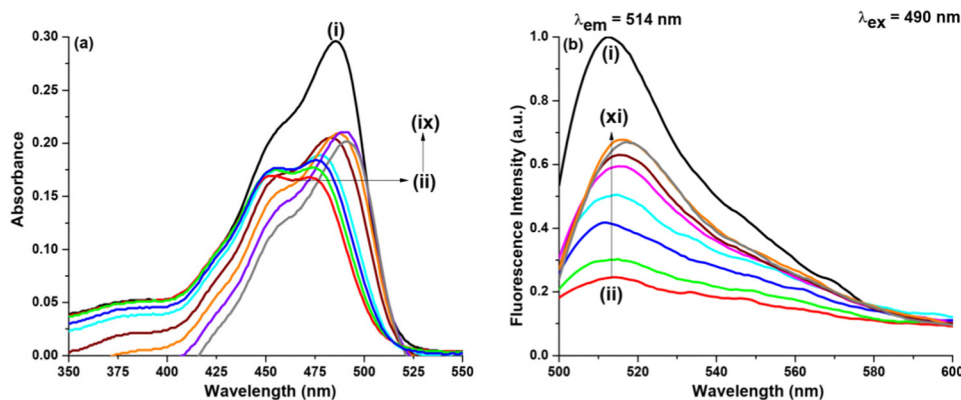 (a)
(i)
(ix)
(ii)
0.30
0.25
0.20
0.15
0.10
0.05
0.00
Absorbance
350 375 400 425 450 475 500 525 550
Wavelength (nm)
λem = 514 nm
λex = 490 nm
(b)
(i)
(xi)
(ii)
1.0
0.8
0.6
0.4
0.2
0.0
Fluorescence Intensity (a.u.)
500 520 540 560 580 600
Wavelength (nm)